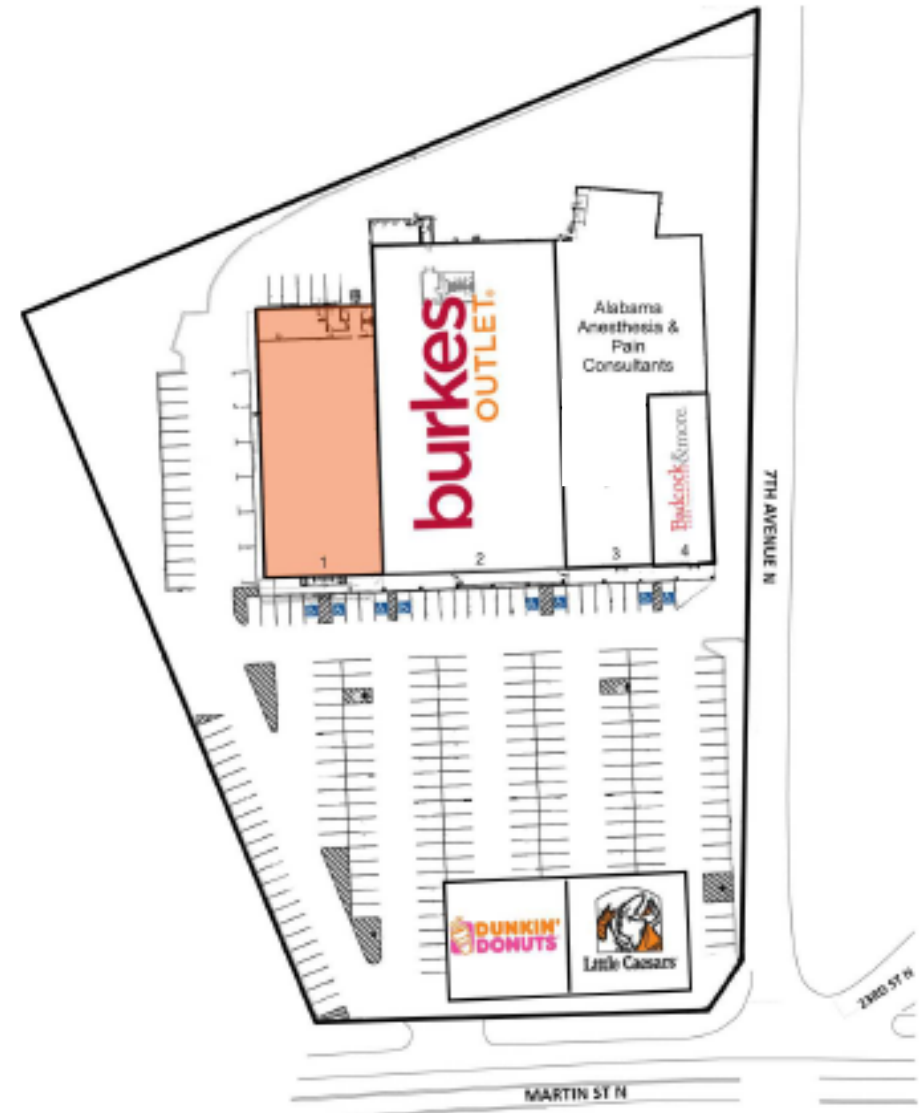 burkes
OUTLET®
Alabama
Anesthesia &
Pain
Consultants
Badcock&more
1
2
3
4
7TH AVENUE N
DUNKIN'
DONUTS
Little Caesars
23RD ST N
MARTIN ST N